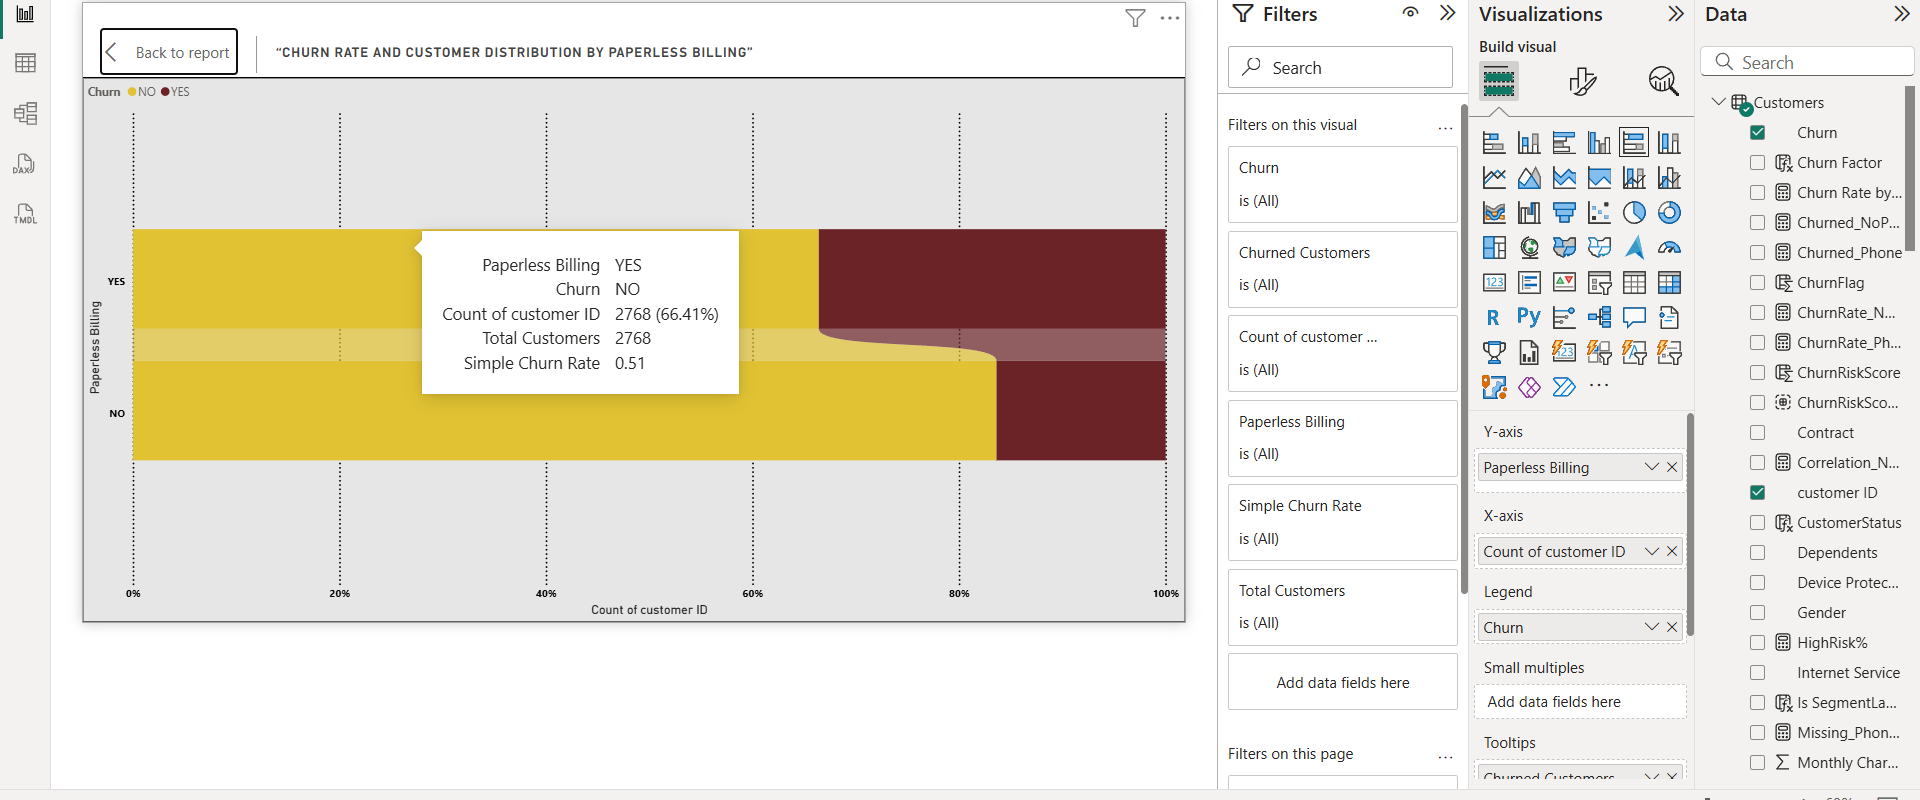 Back to report
“CHURN RATE AND CUSTOMER DISTRIBUTION BY PAPERLESS BILLING”
Churn NO YES
YES
NO
Paperless Billing
Paperless Billing YES
Churn NO
Count of customer ID 2768 (66.41%)
Total Customers 2768
Simple Churn Rate 0.51
0% 20% 40% 60% 80% 100%
Count of customer ID
DAX
TMDL
Filters
Search
Filters on this visual ...
Churn
is (All)
Churned Customers
is (All)
Count of customer ...
is (All)
Paperless Billing
is (All)
Simple Churn Rate
is (All)
Total Customers
is (All)
Add data fields here
Filters on this page ...
Visualizations
Build visual
123
R Py
123
...
Y-axis
Paperless Billing
X-axis
Count of customer ID
Legend
Churn
Small multiples
Add data fields here
Tooltips
Churned Customers
Data
Search
Customers
Churn
Churn Factor
Churn Rate by...
Churned_NoP...
Churned_Phone
ChurnFlag
ChurnRate_N...
ChurnRate_Ph...
ChurnRiskScore
ChurnRiskSco...
Contract
Correlation_N...
customer ID
CustomerStatus
Dependents
Device Protec...
Gender
HighRisk%
Internet Service
Is SegmentLa...
Missing_Phon...
Monthly Char...